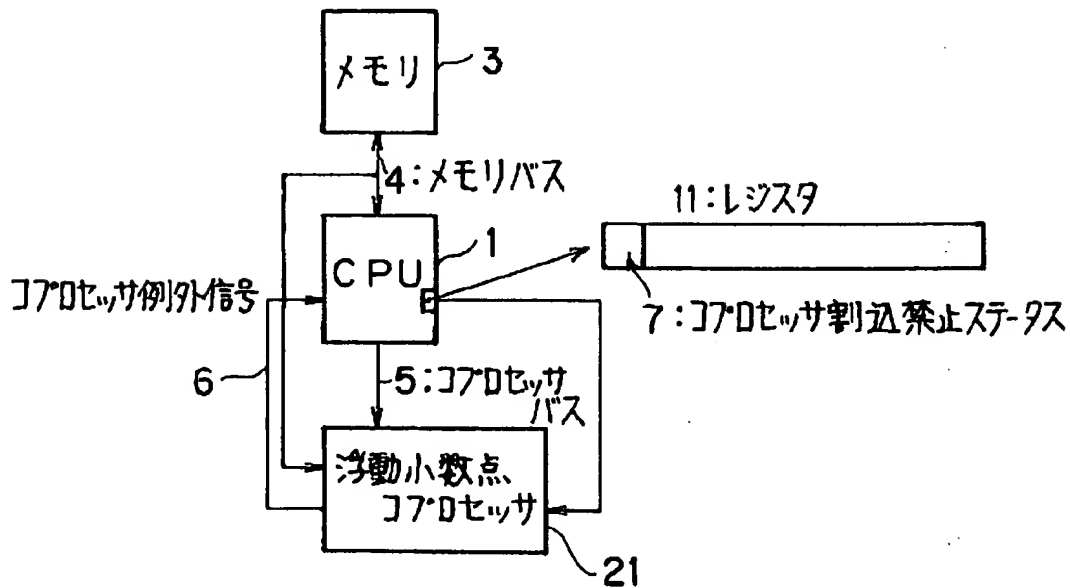 メモリ
3
4:メモリバス
11:レジスタ
CPU
1
コプロセッサ例外信号
7:コプロセッサ割込禁止ステータス
6
5:コプロセッサ
バス
浮動小数点
コプロセッサ
21